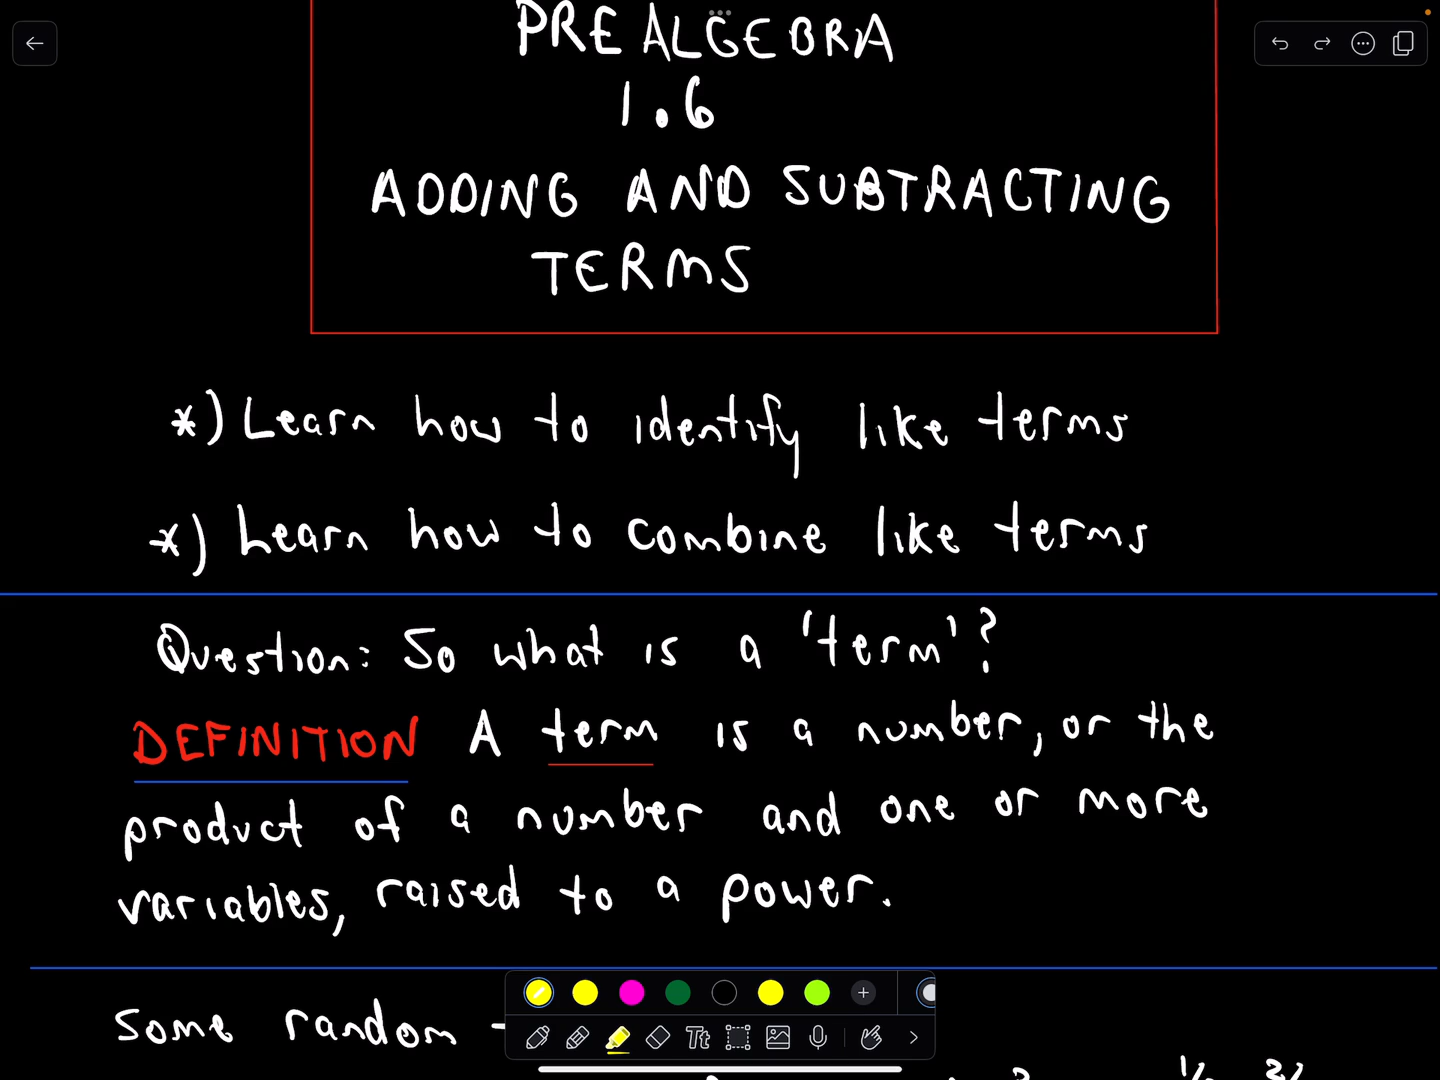 PREALGEBRA
1.6
ADDING AND SUBTRACTING
TERMS
*) Learn how to identify like terms
*) Learn how to combine like terms
Question: So what is a 'term'?
DEFINITION A term is a number, or the
product of a number and one or more
variables, raised to a power.
Some random
Tt